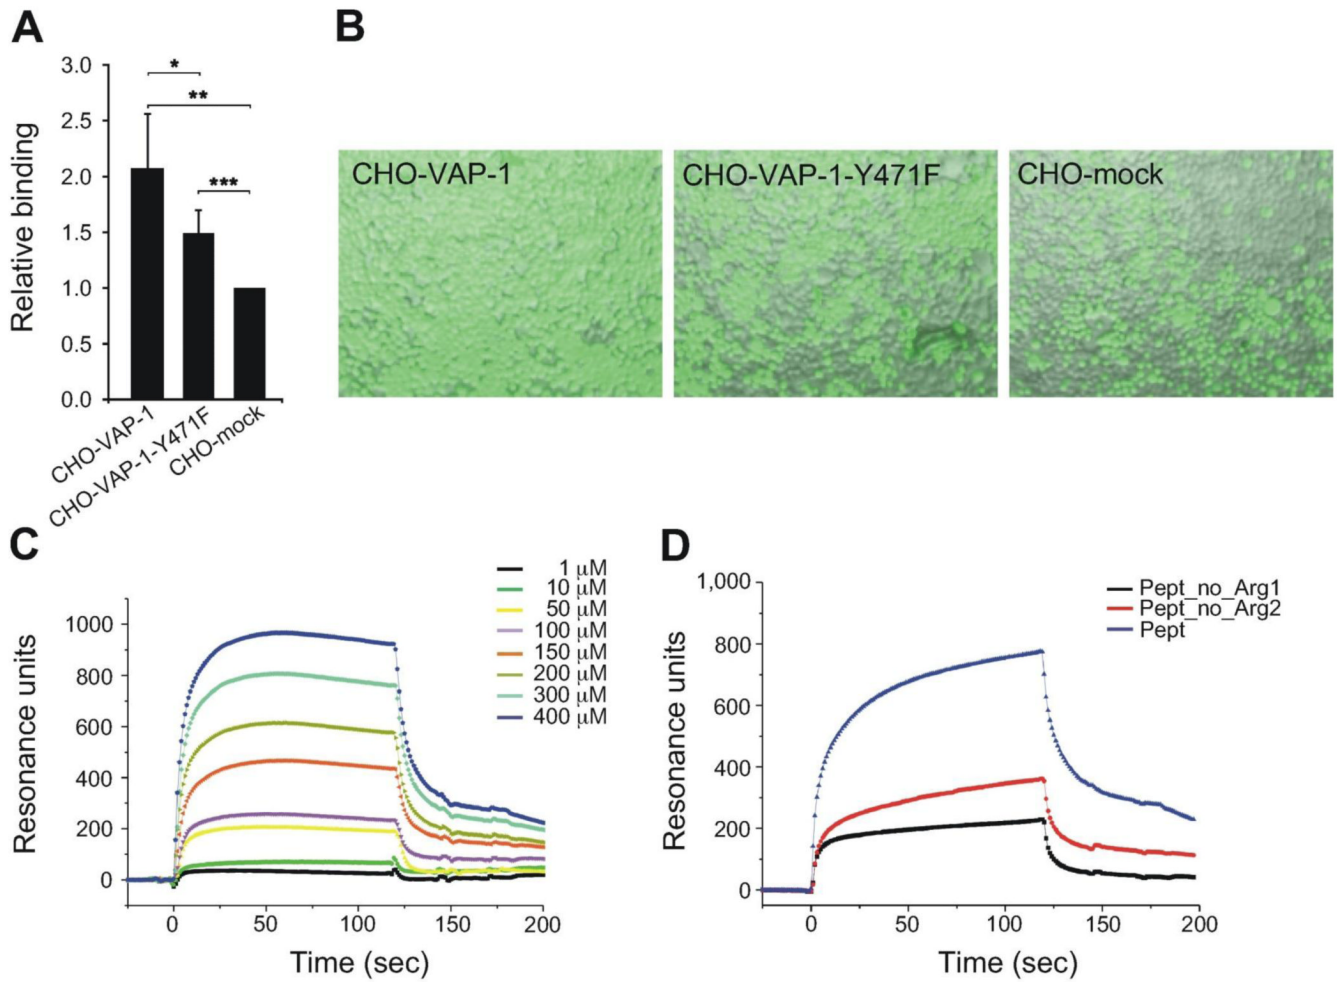 A
B
3.0
2.5
2.0
1.5
1.0
0.5
0.0
Relative binding
*
**
***
CHO-VAP-1
CHO-VAP-1-Y471F
CHO-mock
CHO-VAP-1
CHO-VAP-1-Y471F
CHO-mock
C
1 µM
10 µM
50 µM
100 µM
150 µM
200 µM
300 µM
400 µM
1000
800
600
400
200
0
Resonance units
0 50 100 150 200
Time (sec)
D
Pept_no_Arg1
Pept_no_Arg2
Pept
1,000
800
600
400
200
0
Resonance units
0 50 100 150 200
Time (sec)